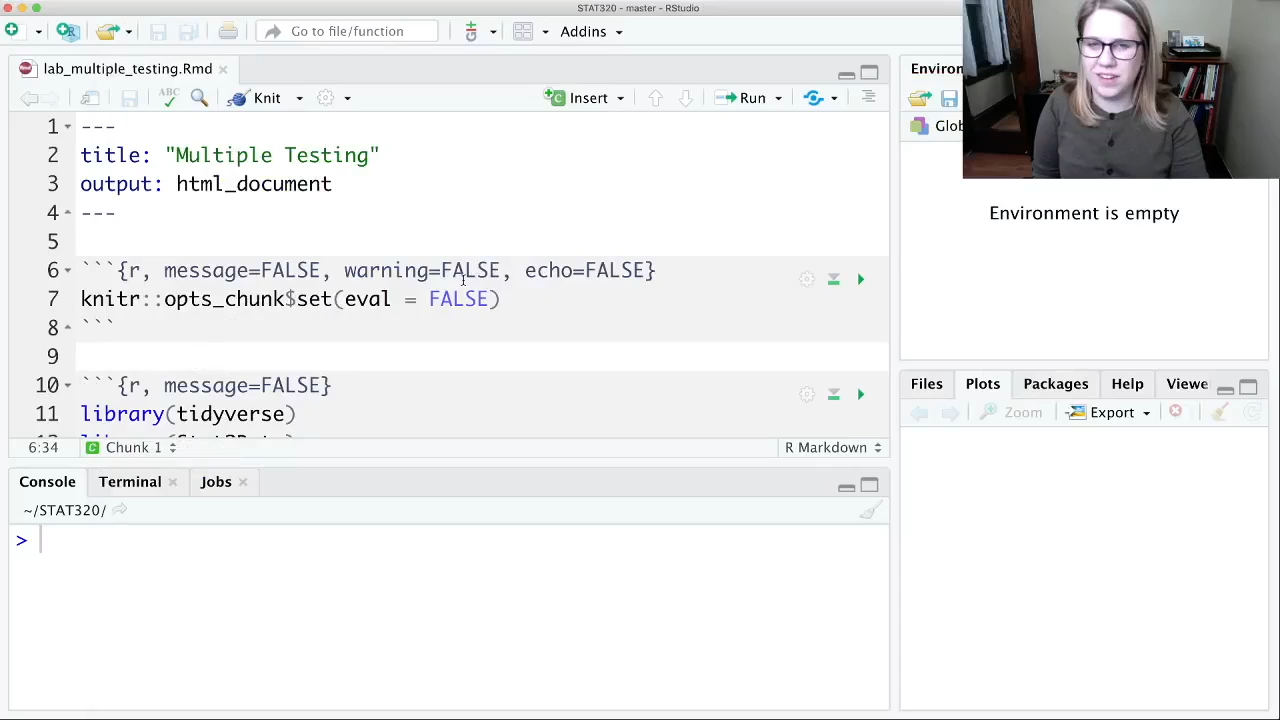 STAT320 - master - RStudio
Go to file/function
Addins
lab_multiple_testing.Rmd
ABC
Knit
Insert
Run
Environ
Glob
1 ---
2 title: "Multiple Testing"
3 output: html_document
4 ---
5
6 ```{r, message=FALSE, warning=FALSE, echo=FALSE}
7 knitr::opts_chunk$set(eval = FALSE)
8 ```
9
10 ```{r, message=FALSE}
11 library(tidyverse)
6:34 Chunk 1 R Markdown
Environment is empty
Files Plots Packages Help Viewe
Zoom Export
Console Terminal Jobs
~/STAT320/
>